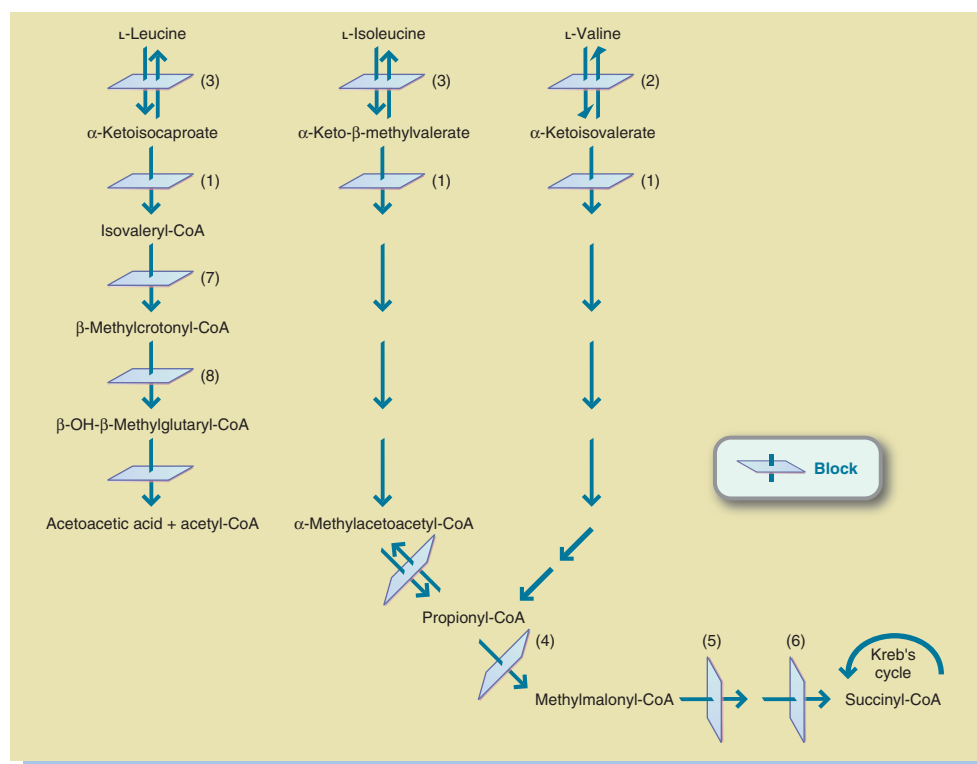 L-Leucine
L-Isoleucine
L-Valine
(3)
(3)
(2)
α-Ketoisocaproate
α-Keto-β-methylvalerate
α-Ketoisovalerate
(1)
(1)
(1)
Isovaleryl-CoA
(7)
β-Methylcrotonyl-CoA
(8)
β-OH-β-Methylglutaryl-CoA
Block
Acetoacetic acid + acetyl-CoA
α-Methylacetoacetyl-CoA
Propionyl-CoA
(4)
(5)
(6)
Kreb's
cycle
Methylmalonyl-CoA
Succinyl-CoA